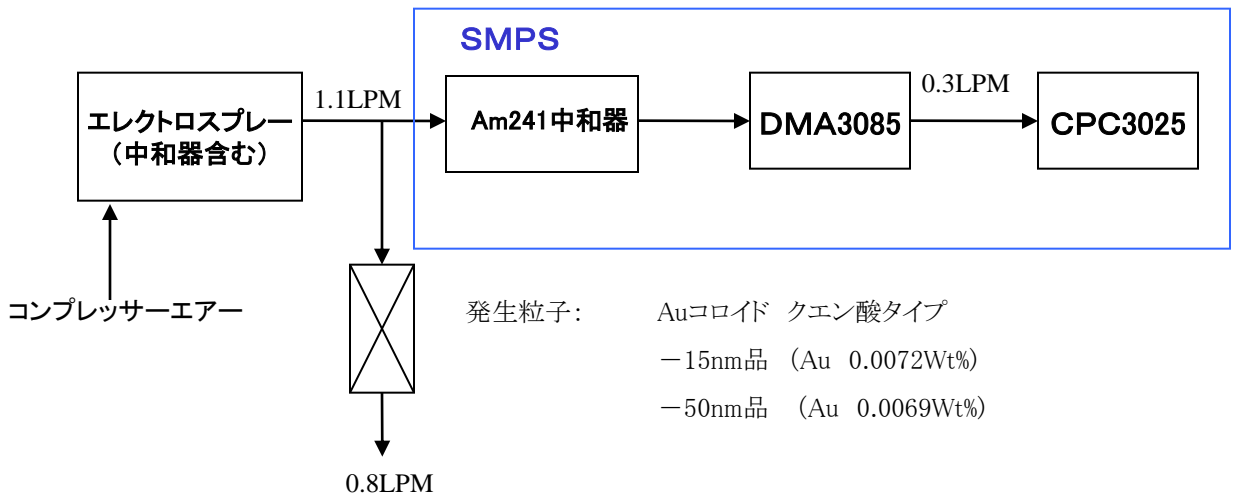 SMPS
エレクトロスプレー
（中和器含む）
1.1LPM
Am241中和器
DMA3085
0.3LPM
CPC3025
コンプレッサーエアー
発生粒子： Auコロイド クエン酸タイプ
－15nm品 （Au 0.0072Wt%）
－50nm品 （Au 0.0069Wt%）
0.8LPM